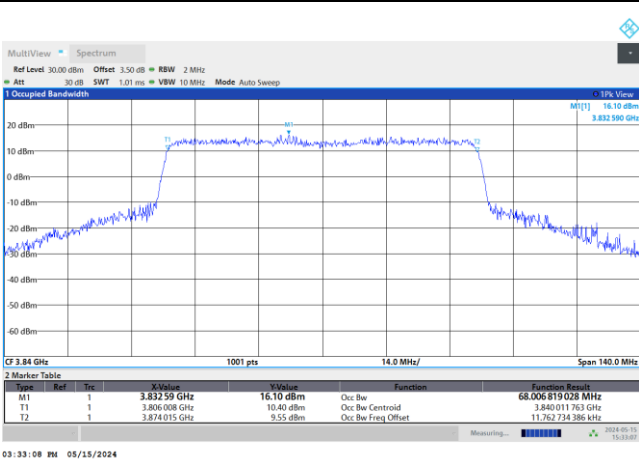 MultiView Spectrum
Ref Level 30.00 dBm Offset 3.50 dB RBW 2 MHz
Att 30 dB SWT 1.01 ms VBW 10 MHz Mode Auto Sweep
1 Occupied Bandwidth 1Pk View
M1[1] 16.10 dBm
3.832 590 GHz
M1
20 dBm
T1 T2
10 dBm
0 dBm
-10 dBm
-20 dBm
-30 dBm
-40 dBm
-50 dBm
-60 dBm
CF 3.84 GHz 1001 pts 14.0 MHz/ Span 140.0 MHz
2 Marker Table
Type Ref Trc X-Value Y-Value Function Function Result
M1 1 3.832 59 GHz 16.10 dBm Occ Bw 68.006 819 028 MHz
T1 1 3.806 008 GHz 10.40 dBm Occ Bw Centroid 3.840 011 763 GHz
T2 1 3.874 015 GHz 9.55 dBm Occ Bw Freq Offset 11.762 734 386 kHz
Measuring... 2024-05-15
15:33:07
03:33:08 PM 05/15/2024